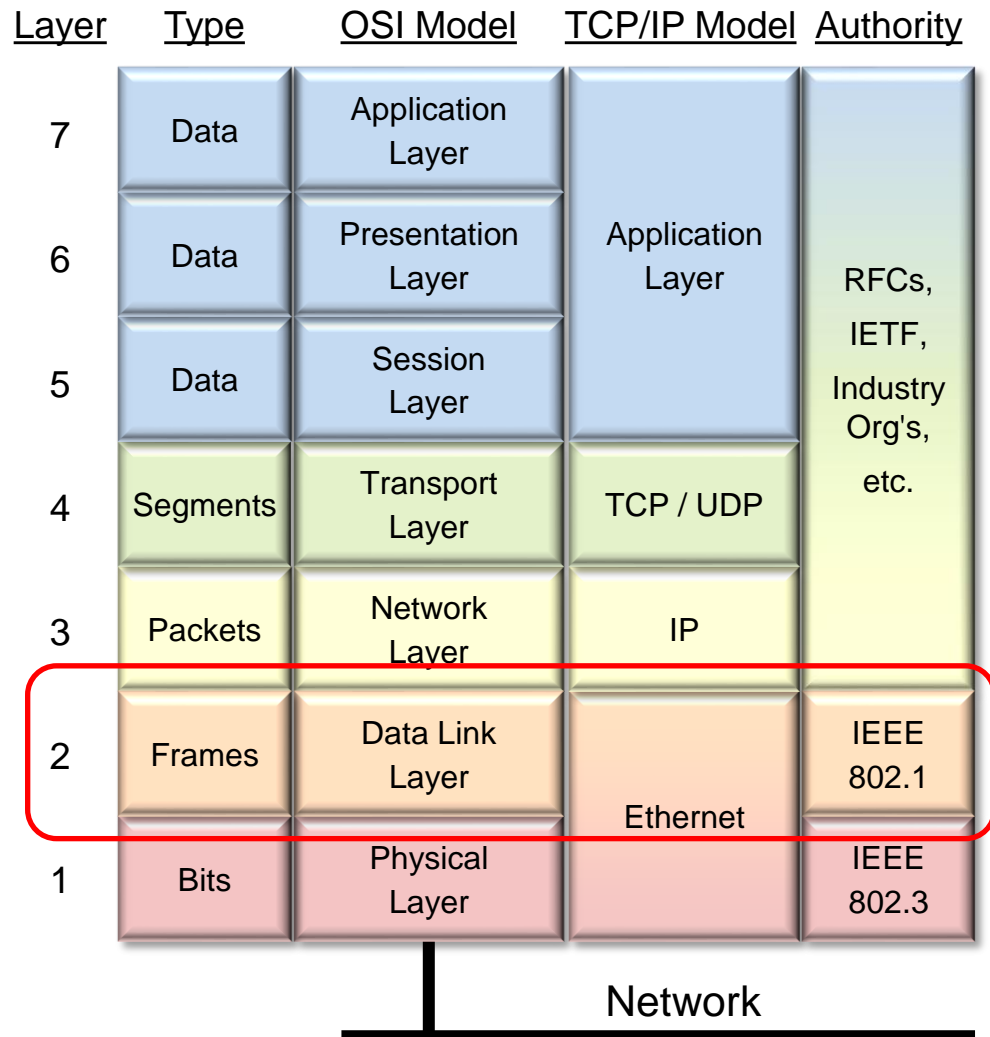 Layer Type OSI Model TCP/IP Model Authority
7
Data
Application
Layer
6
Data
Presentation
Layer
5
Data
Session
Layer
Application
Layer
RFCs,
IETF,
Industry
Org's,
etc.
4
Segments
Transport
Layer
TCP / UDP
3
Packets
Network
Layer
IP
2
Frames
Data Link
Layer
IEEE
802.1
Ethernet
1
Bits
Physical
Layer
IEEE
802.3
Network